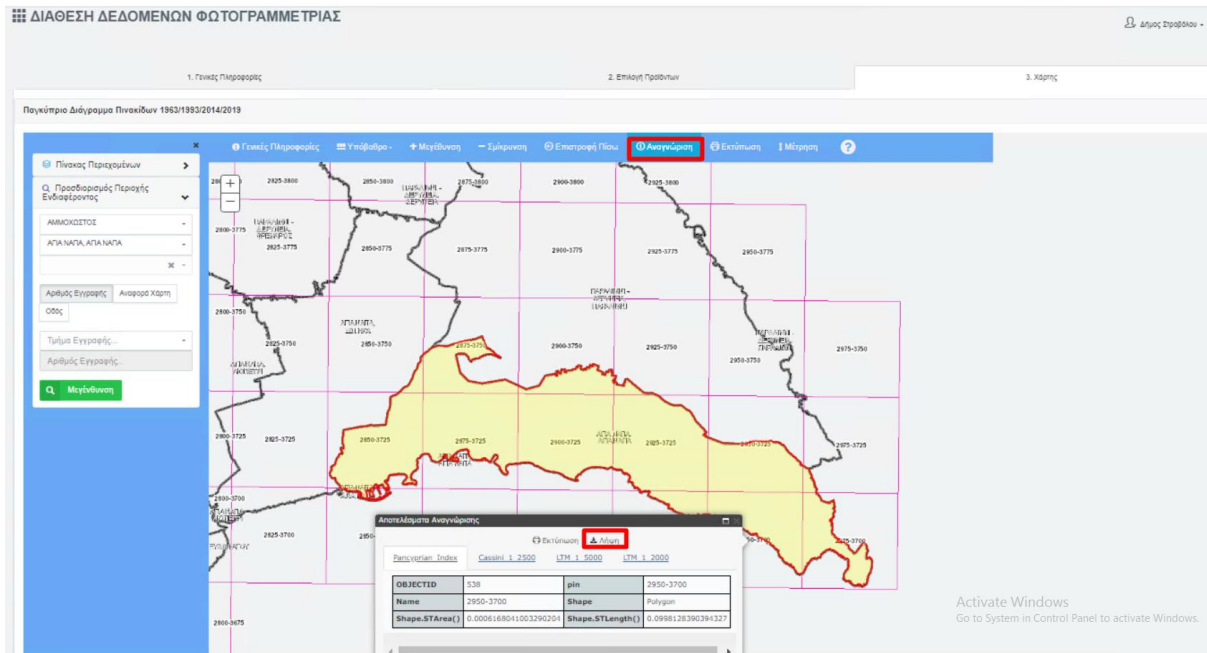 ΔΙΑΘΕΣΗ ΔΕΔΟΜΕΝΩΝ ΦΩΤΟΓΡΑΜΜΕΤΡΙΑΣ
Δήμος Στροβόλου
1. Γενικές Πληροφορίες
2. Επιλογή Προϊόντων
3. Χάρτης
Παγκύπριο Διάγραμμα Πινακίδων 1963/1993/2014/2019
Γενικές Πληροφορίες Υπόβαθρο Μεγέθυνση Σμίκρυνση Επιστροφή Πίσω Αναγνώριση Εκτύπωση Μέτρηση ?
Πίνακας Περιεχομένων
Προσδιορισμός Περιοχής
Ενδιαφέροντος
ΑΜΜΟΧΩΣΤΟΣ
ΑΓΙΑ ΝΑΠΑ, ΑΓΙΑ ΝΑΠΑ
Αριθμός Εγγραφής Αναφορά Χάρτη
Οδός
Τμήμα Εγγραφής...
Αριθμός Εγγραφής...
Μεγένθυνση
+
−
2825-3800 2850-3800 2875-3800 2900-3800 2925-3800
2800-3775
2825-3775 2850-3775 2875-3775 2900-3775 2925-3775 2950-3775
2800-3750
2825-3750 2850-3750 2875-3750 2900-3750 2925-3750 2950-3750 2975-3750
2800-3725 2825-3725 2850-3725 2875-3725 2900-3725 2925-3725 2950-3725 2975-3725
2800-3700
2825-3700
2800-3675
Αποτελέσματα Αναγνώρισης
Εκτύπωση Λήψη
Pancyprian_Index Cassini_1_2500 LTM_1_5000 LTM_1_2000
OBJECTID 538 pin 2950-3700
Name 2950-3700 Shape Polygon
Shape.STArea() 0.0006168041003290204 Shape.STLength() 0.0998128390394327
Activate Windows
Go to System in Control Panel to activate Windows.